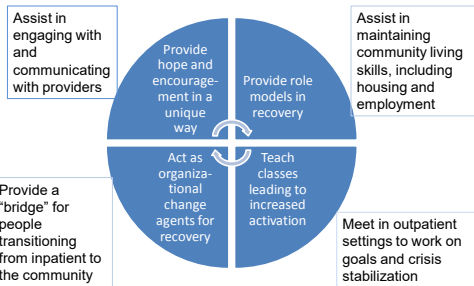 Assist in
engaging with
and
communicating
with providers
Provide
hope and
encourage-
ment in a
unique
way
Provide role
models in
recovery
Assist in
maintaining
community living
skills, including
housing and
employment
Provide a
“bridge” for
people
transitioning
from inpatient to
the community
Act as
organiza-
tional
change
agents for
recovery
Teach
classes
leading to
increased
activation
Meet in outpatient
settings to work on
goals and crisis
stabilization